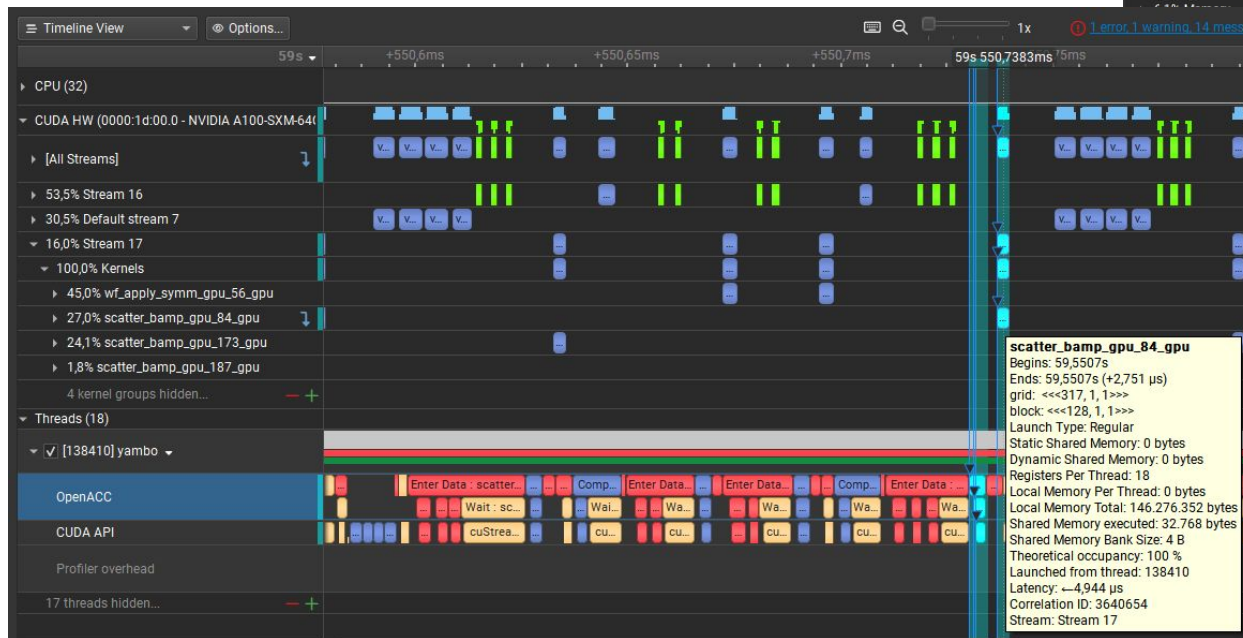 Timeline View
Options...
1x
1 error, 1 warning, 14 mess
59s
+550,6ms
+550,65ms
+550,7ms
59s 550,7383ms
75ms
CPU (32)
CUDA HW (0000:1d:00.0 - NVIDIA A100-SXM-64
[All Streams]
V... V... V... V... ... ... ... ... ... ... V... V... V... V...
53,5% Stream 16
30,5% Default stream 7
V... V... V... V... V... V... V... V...
16,0% Stream 17
100,0% Kernels
45,0% wf_apply_symm_gpu_56_gpu
27,0% scatter_bamp_gpu_84_gpu
24,1% scatter_bamp_gpu_173_gpu
1,8% scatter_bamp_gpu_187_gpu
4 kernel groups hidden...
Threads (18)
[138410] yambo
OpenACC
Enter Data : scatter... Comp... Enter Data... Enter Data... Comp... Enter Data : ...
Wait : sc... Wai... Wa... Wa... Wa... Wa...
CUDA API
cuStrea... cu... cu... cu... cu... cu...
Profiler overhead
17 threads hidden...
scatter_bamp_gpu_84_gpu
Begins: 59,5507s
Ends: 59,5507s (+2,751 μs)
grid: <<<317, 1, 1>>>
block: <<<128, 1, 1>>>
Launch Type: Regular
Static Shared Memory: 0 bytes
Dynamic Shared Memory: 0 bytes
Registers Per Thread: 18
Local Memory Per Thread: 0 bytes
Local Memory Total: 146.276.352 bytes
Shared Memory executed: 32.768 bytes
Shared Memory Bank Size: 4 B
Theoretical occupancy: 100 %
Launched from thread: 138410
Latency: ←4,944 μs
Correlation ID: 3640654
Stream: Stream 17